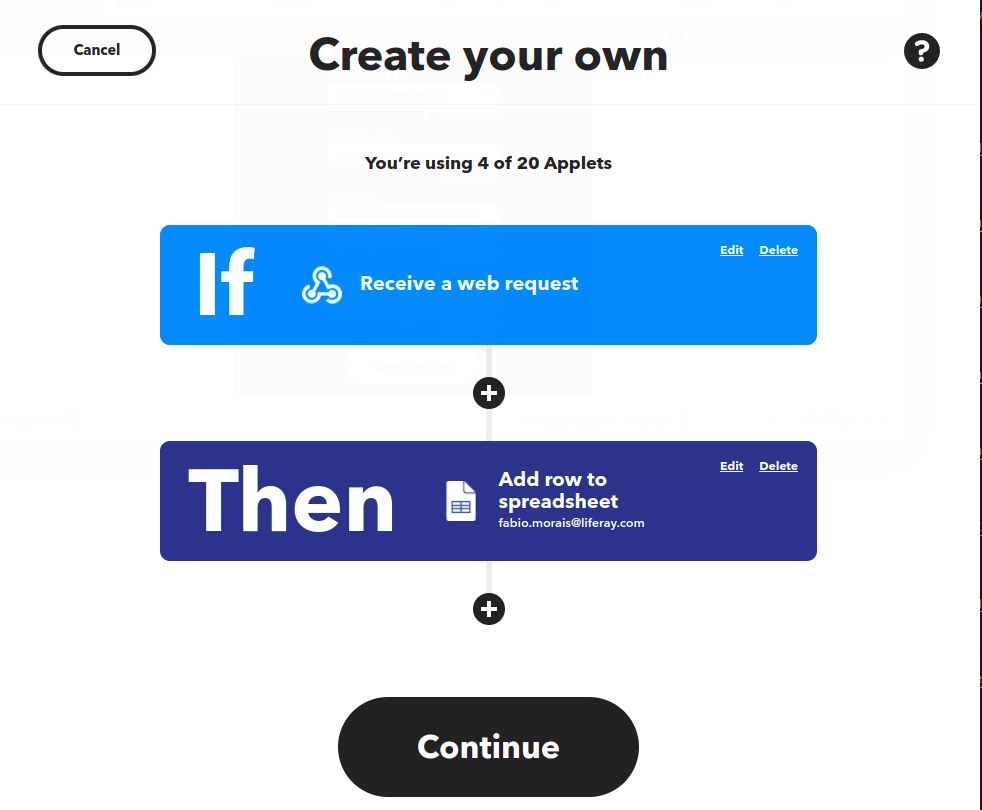 Cancel
Create your own
?
You're using 4 of 20 Applets
If
Receive a web request
Edit
Delete
Then
Add row to
spreadsheet
fabio.morais@liferay.com
Edit
Delete
Continue